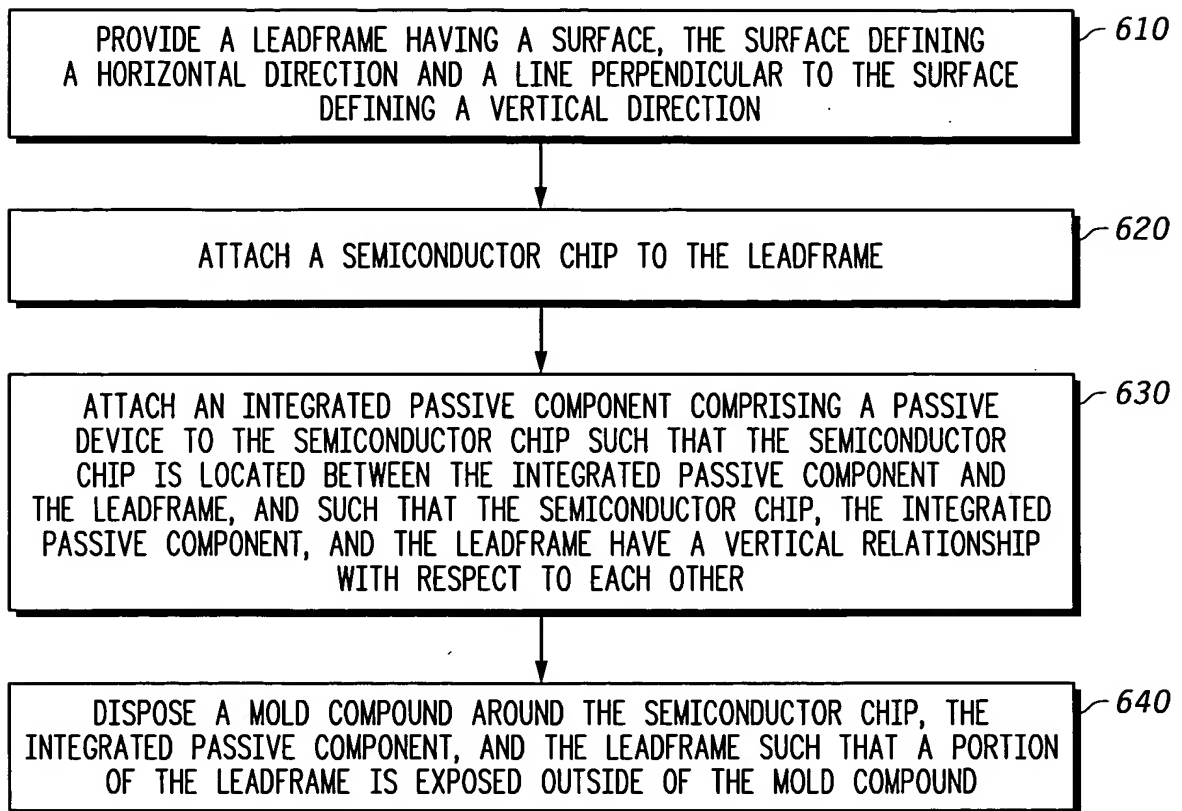 PROVIDE A LEADFRAME HAVING A SURFACE, THE SURFACE DEFINING
A HORIZONTAL DIRECTION AND A LINE PERPENDICULAR TO THE SURFACE
DEFINING A VERTICAL DIRECTION
610
ATTACH A SEMICONDUCTOR CHIP TO THE LEADFRAME
620
ATTACH AN INTEGRATED PASSIVE COMPONENT COMPRISING A PASSIVE
DEVICE TO THE SEMICONDUCTOR CHIP SUCH THAT THE SEMICONDUCTOR
CHIP IS LOCATED BETWEEN THE INTEGRATED PASSIVE COMPONENT AND
THE LEADFRAME, AND SUCH THAT THE SEMICONDUCTOR CHIP, THE INTEGRATED
PASSIVE COMPONENT, AND THE LEADFRAME HAVE A VERTICAL RELATIONSHIP
WITH RESPECT TO EACH OTHER
630
DISPOSE A MOLD COMPOUND AROUND THE SEMICONDUCTOR CHIP, THE
INTEGRATED PASSIVE COMPONENT, AND THE LEADFRAME SUCH THAT A PORTION
OF THE LEADFRAME IS EXPOSED OUTSIDE OF THE MOLD COMPOUND
640